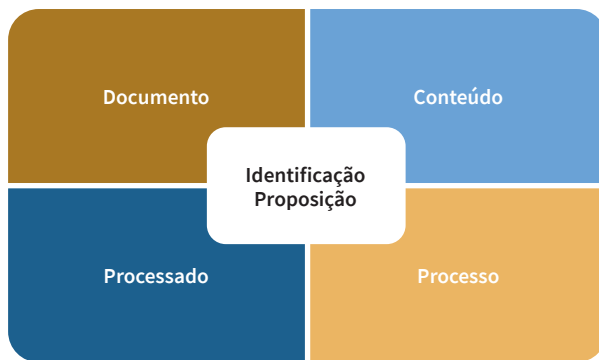 Documento
Conteúdo
Identificação
Proposição
Processado
Processo